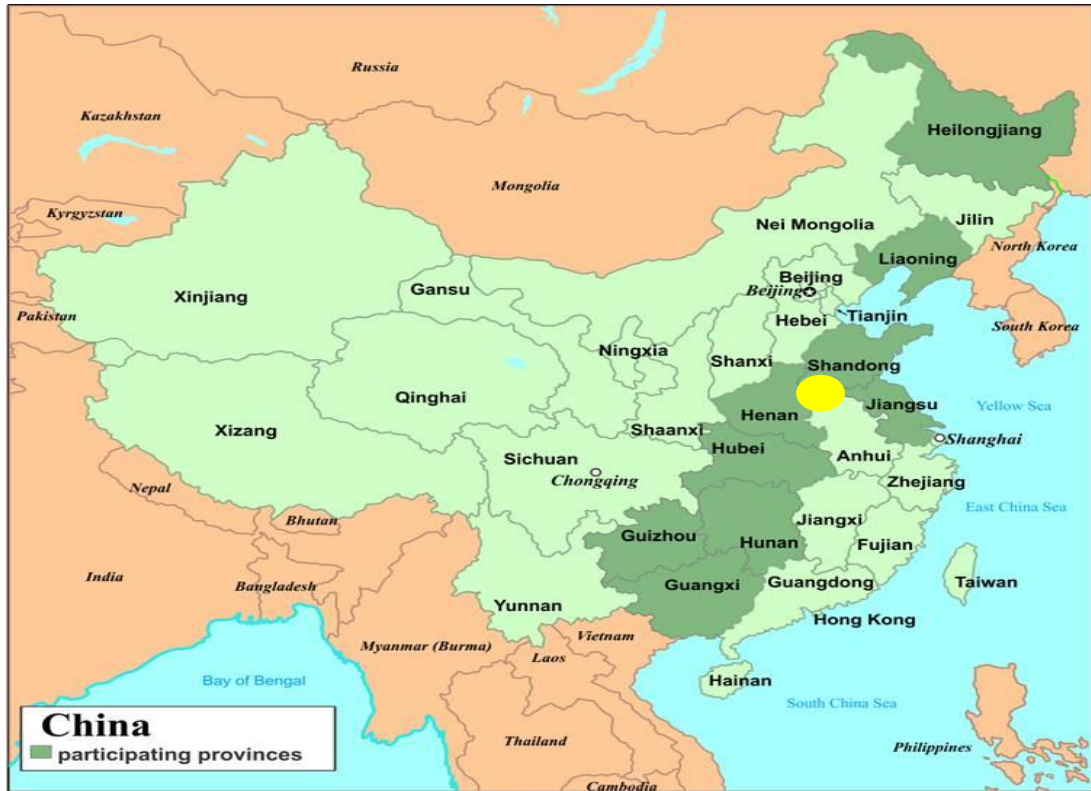 Russia
Kazakhstan
Heilongjiang
Mongolia
Kyrgyzstan
Jilin
Nei Mongolia
North Korea
Liaoning
Beijing
Beijing
Gansu
Xinjiang
Pakistan
Tianjin
Hebei
South Korea
Ningxia
Shanxi
Shandong
Qinghai
Jiangsu
Yellow Sea
Henan
Xizang
Shaanxi
Shanghai
Hubei
Sichuan
Anhui
Chongqing
Zhejiang
Nepal
East China Sea
Bhutan
Jiangxi
Guizhou
Hunan
Fujian
India
Bangladesh
Guangxi
Guangdong
Taiwan
Yunnan
Hong Kong
Vietnam
Myanmar (Burma)
Laos
Bay of Bengal
Hainan
South China Sea
China
participating provinces
Thailand
Philippines
Cambodia